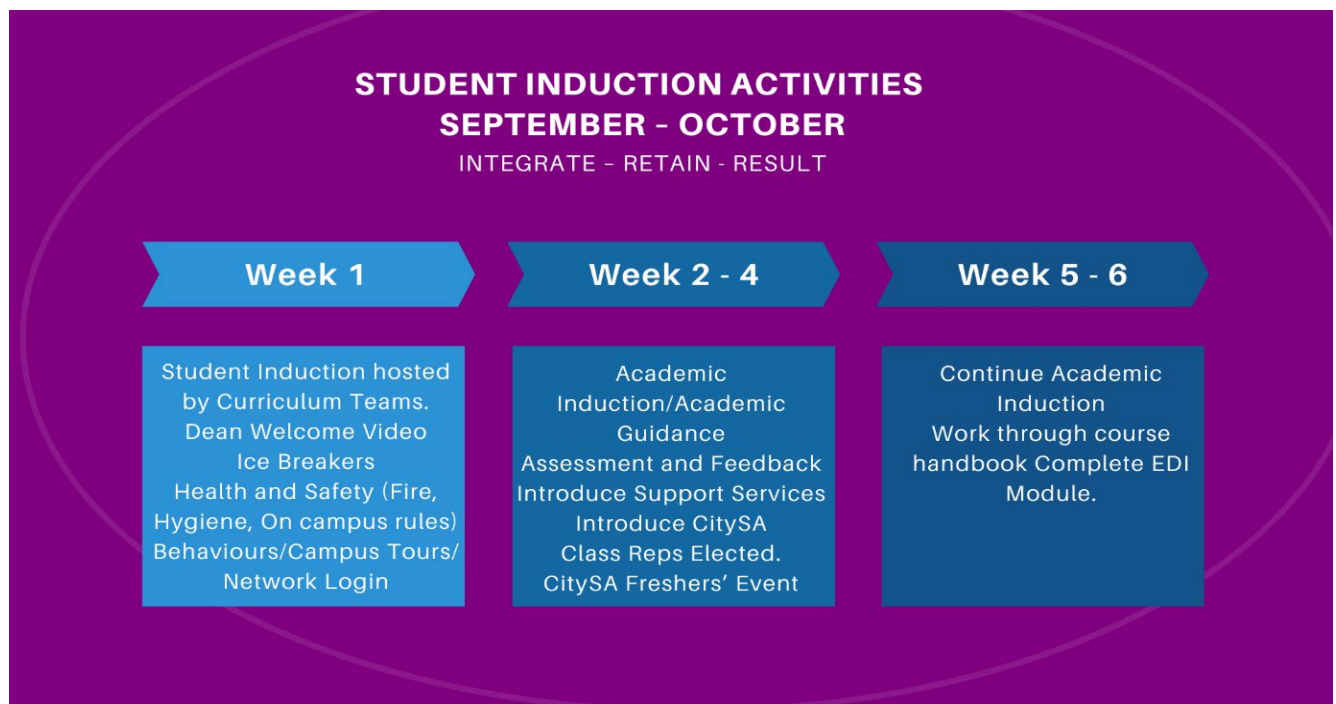 STUDENT INDUCTION ACTIVITIES
SEPTEMBER – OCTOBER
INTEGRATE – RETAIN - RESULT
Week 1
Student Induction hosted
by Curriculum Teams.
Dean Welcome Video
Ice Breakers
Health and Safety (Fire,
Hygiene, On campus rules)
Behaviours/Campus Tours/
Network Login
Week 2 - 4
Academic
Induction/Academic
Guidance
Assessment and Feedback
Introduce Support Services
Introduce CitySA
Class Reps Elected.
CitySA Freshers’ Event
Week 5 - 6
Continue Academic
Induction
Work through course
handbook Complete EDI
Module.